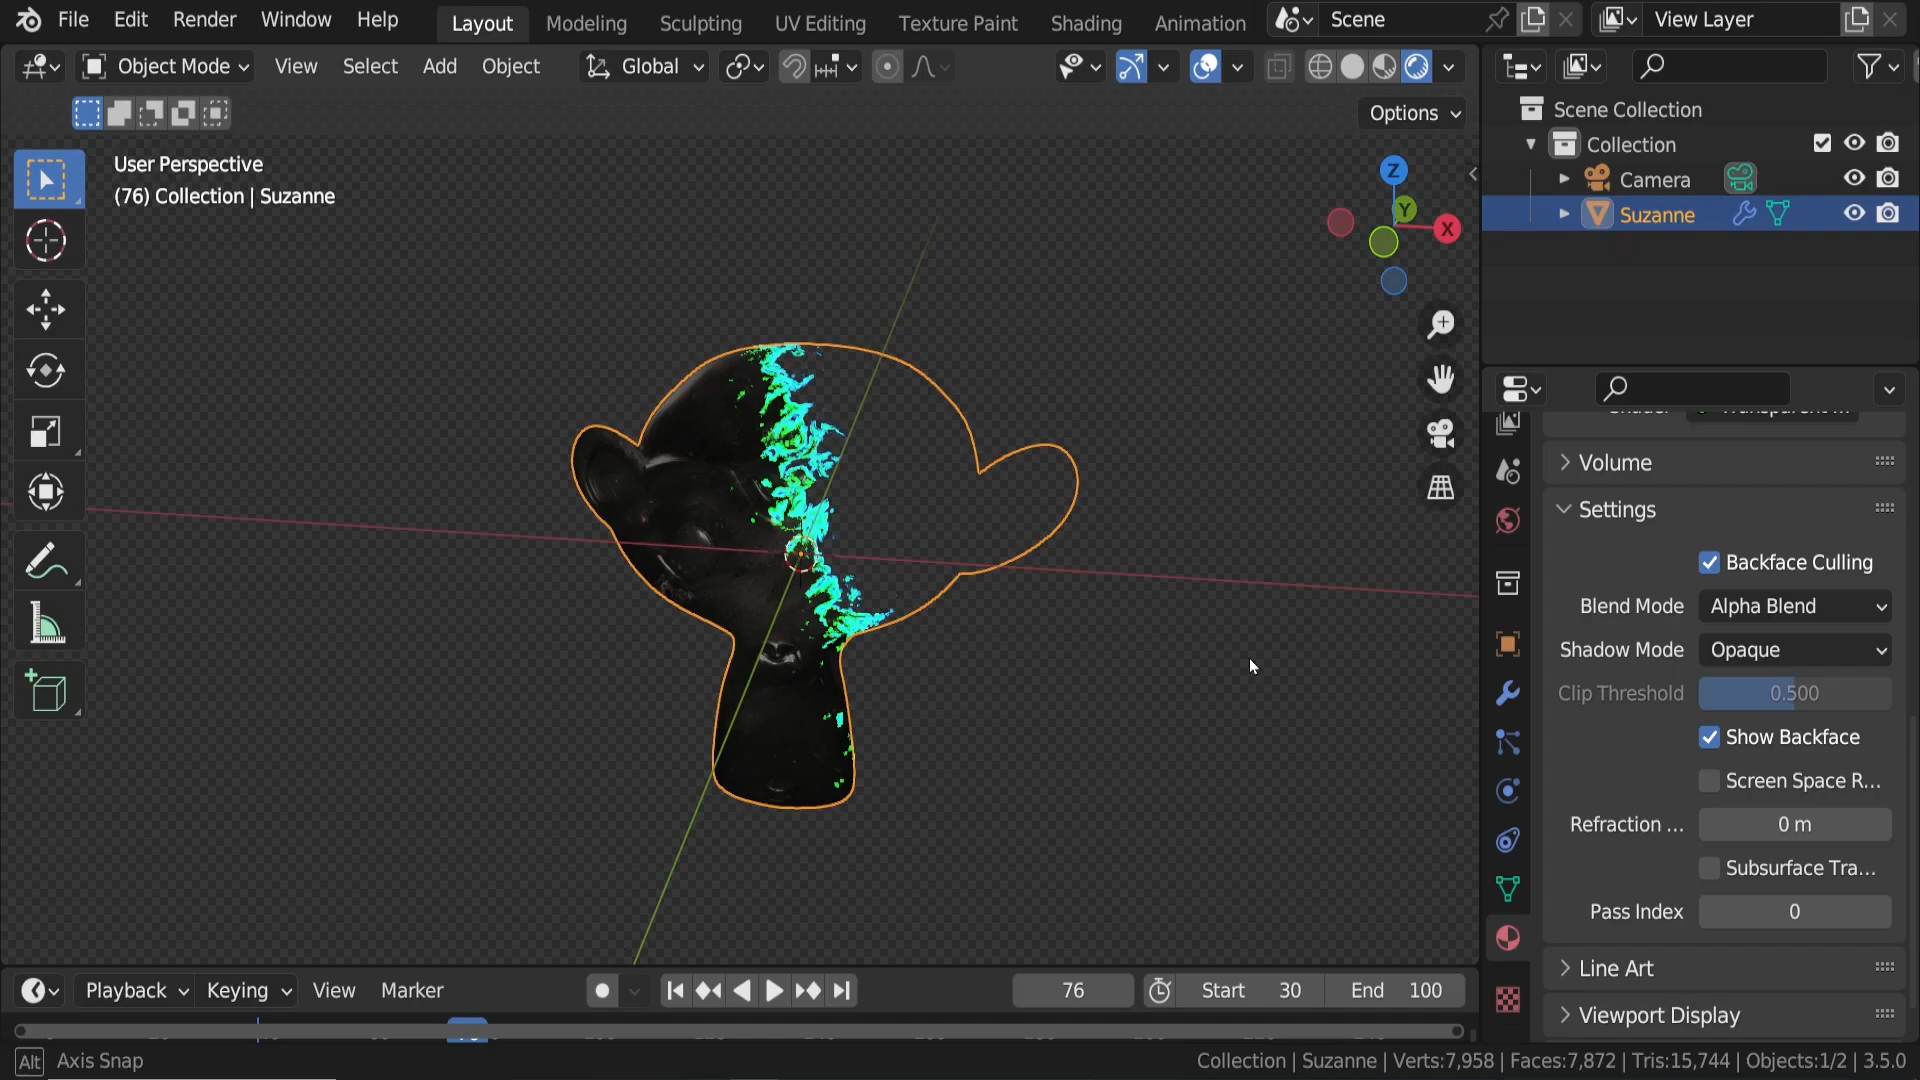 File Edit Render Window Help Layout Modeling Sculpting UV Editing Texture Paint Shading Animation Scene View Layer
Object Mode View Select Add Object Global
Options
User Perspective
(76) Collection | Suzanne
Z
Y
X
Scene Collection
Collection
Camera
Suzanne
Volume
Settings
Backface Culling
Blend Mode Alpha Blend
Shadow Mode Opaque
Clip Threshold 0.500
Show Backface
Screen Space R...
Refraction ... 0 m
Subsurface Tra...
Pass Index 0
Line Art
Viewport Display
Playback Keying View Marker 76 Start 30 End 100
Alt Axis Snap
Collection | Suzanne | Verts:7,958 | Faces:7,872 | Tris:15,744 | Objects:1/2 | 3.5.0